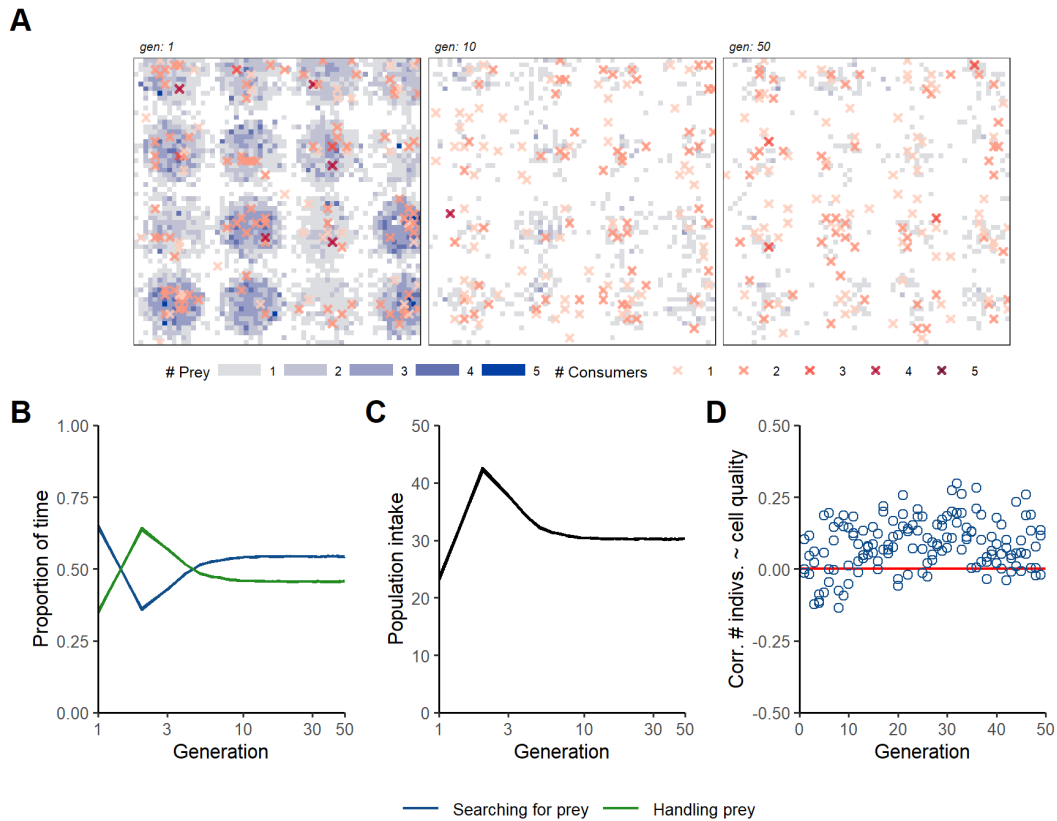 A
gen: 1 gen: 10 gen: 50
# Prey 1 2 3 4 5 # Consumers 1 2 3 4 5
B C D
1.00
0.75
0.50
0.25
0.00
Proportion of time
1 3 10 30 50
Generation
50
40
30
20
10
0
Population intake
1 3 10 30 50
Generation
0.50
0.25
0.00
-0.25
-0.50
Corr. # indivs. ~ cell quality
0 10 20 30 40 50
Generation
Searching for prey Handling prey